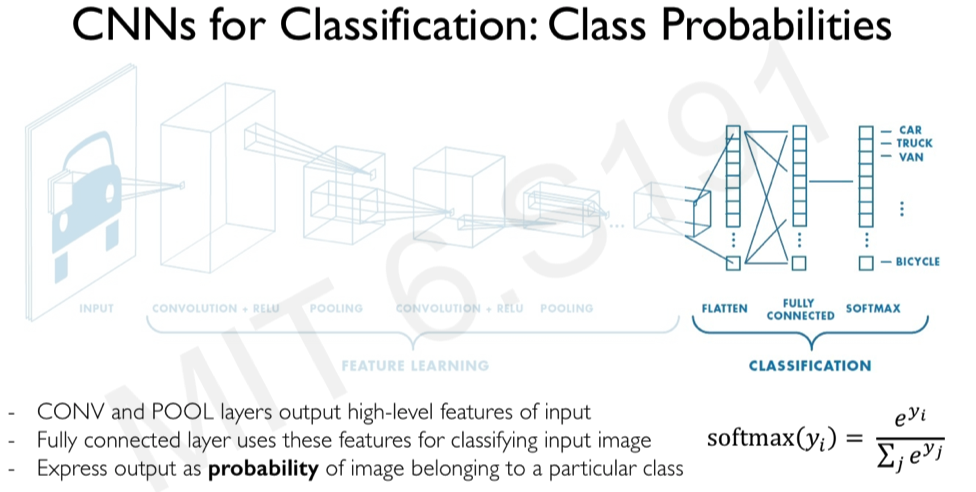 CNNs for Classification: Class Probabilities
MIT 6.S191
CAR
TRUCK
VAN
BICYCLE
INPUT
CONVOLUTION + RELU
POOLING
CONVOLUTION + RELU
POOLING
FLATTEN
FULLY
CONNECTED
SOFTMAX
FEATURE LEARNING
CLASSIFICATION
- CONV and POOL layers output high-level features of input
- Fully connected layer uses these features for classifying input image
- Express output as probability of image belonging to a particular class
softmax(y_i) = e^{y_i} / Σ_j e^{y_j}